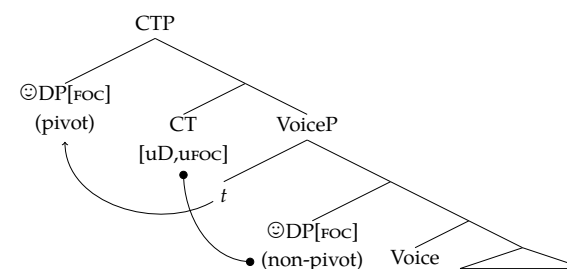 CTP
☺DP[FOC]
(pivot)
CT
[uD,uFOC]
VoiceP
t
☺DP[FOC]
(non-pivot)
Voice